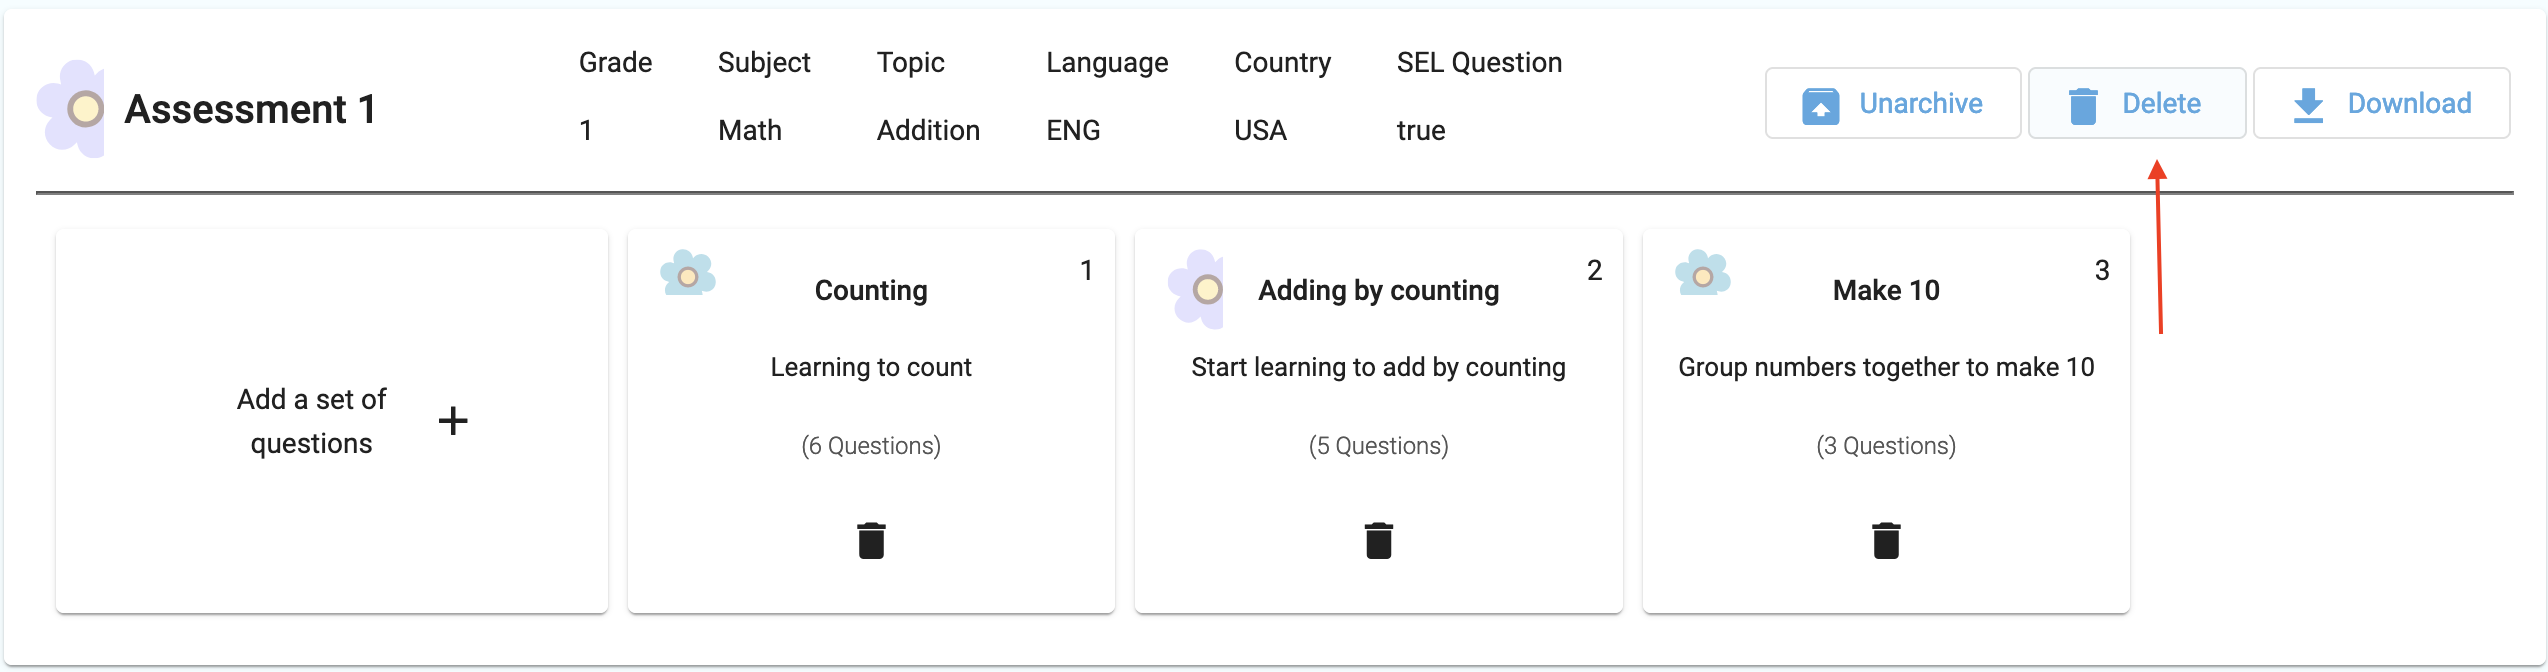 Assessment 1
Grade Subject Topic Language Country SEL Question
1 Math Addition ENG USA true
Unarchive Delete Download
Add a set of
questions
1
Counting
Learning to count
(6 Questions)
2
Adding by counting
Start learning to add by counting
(5 Questions)
3
Make 10
Group numbers together to make 10
(3 Questions)